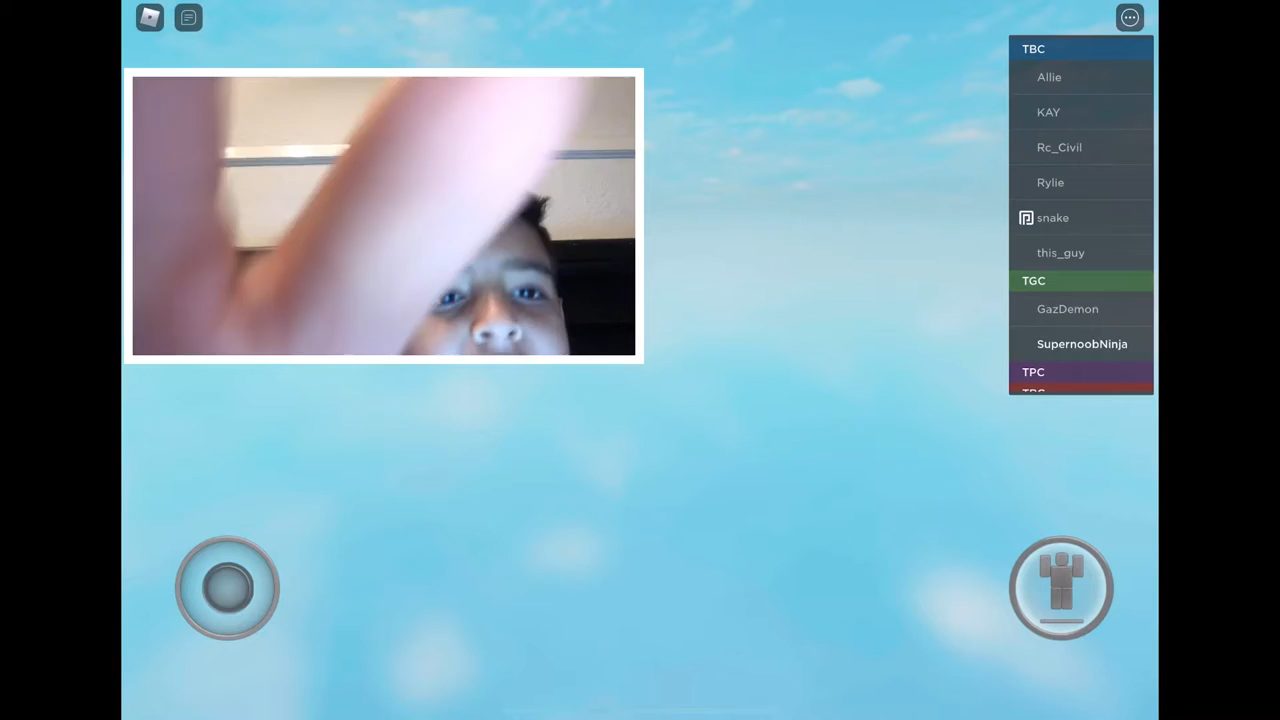 TBC
Allie
KAY
Rc_Civil
Rylie
snake
this_guy
TGC
GazDemon
SupernoobNinja
TPC